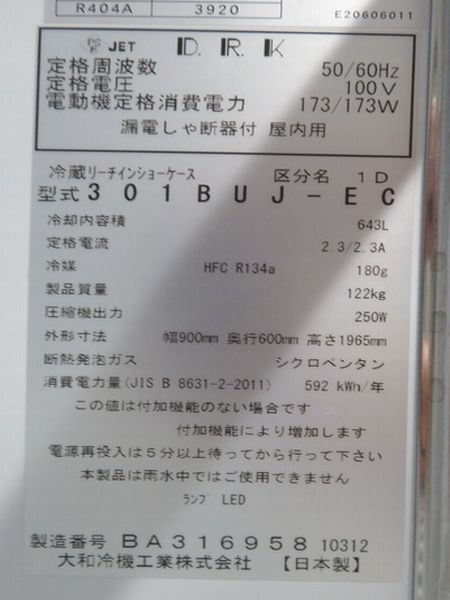 R404A 3920
E20606011
PS E JET D.R.K
定格周波数 50/60Hz
定格電圧 100V
電動機定格消費電力 173/173W
漏電しゃ断器付 屋内用
冷蔵リーチインショーケース 区分名 1D
型式 301BUJ-EC
冷却内容積 643L
定格電流 2.3/2.3A
冷媒 HFC R134a 180g
製品質量 122kg
圧縮機出力 250W
外形寸法 幅900mm 奥行600mm 高さ1965mm
断熱発泡ガス シクロペンタン
消費電力量(JIS B 8631-2-2011) 592 kWh/年
この値は付加機能のない場合です
付加機能により増加します
電源再投入は5分以上待ってから行って下さい
本製品は雨水中ではご使用できません
ランプ LED
製造番号 BA316958 10312
大和冷機工業株式会社 【日本製】